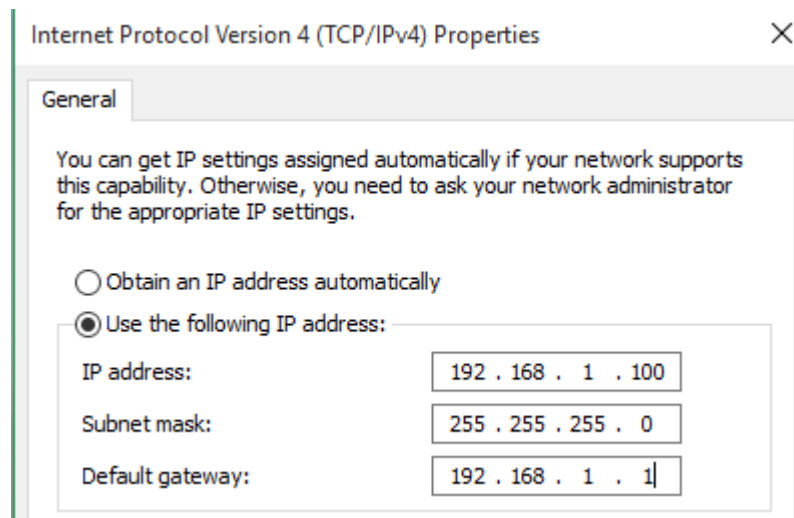 Internet Protocol Version 4 (TCP/IPv4) Properties
General
You can get IP settings assigned automatically if your network supports
this capability. Otherwise, you need to ask your network administrator
for the appropriate IP settings.
Obtain an IP address automatically
Use the following IP address:
IP address: 192 . 168 . 1 . 100
Subnet mask: 255 . 255 . 255 . 0
Default gateway: 192 . 168 . 1 . 1